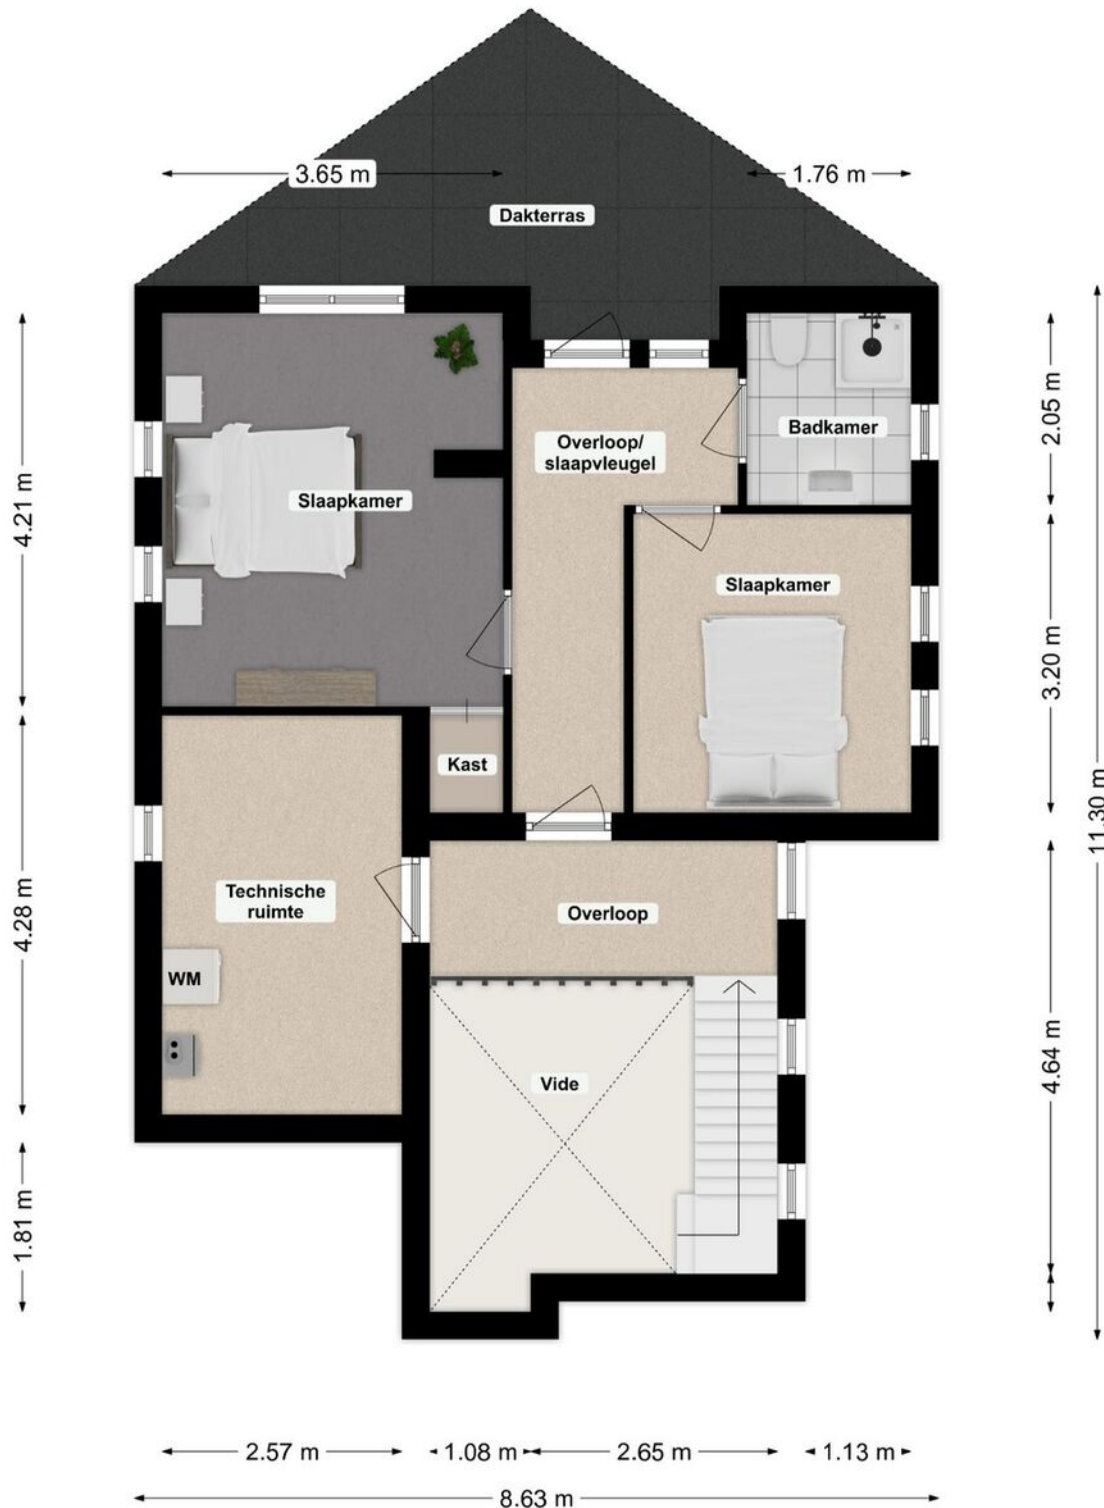 3.65 m
1.76 m
Dakterras
Overloop/
slaapvleugel
Badkamer
2.05 m
4.21 m
Slaapkamer
Slaapkamer
3.20 m
Kast
11.30 m
Technische
ruimte
Overloop
4.28 m
WM
4.64 m
Vide
1.81 m
2.57 m
1.08 m
2.65 m
1.13 m
8.63 m